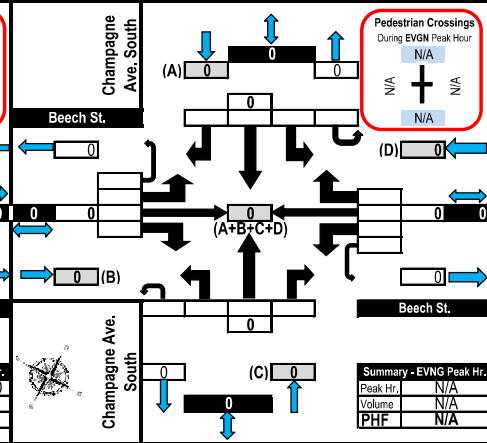 Champagne
Ave. South
(A) 0
0
0
Pedestrian Crossings
During EVGN Peak Hour
N/A
N/A
N/A
N/A
0
Beech St.
0
(D) 0
0
0
0
0
0
(A+B+C+D)
0 (B)
0
0
Beech St.
Champagne Ave.
South
0
(C) 0
0
Summary - EVNG Peak Hr.
Peak Hr. N/A
Volume N/A
PHF N/A